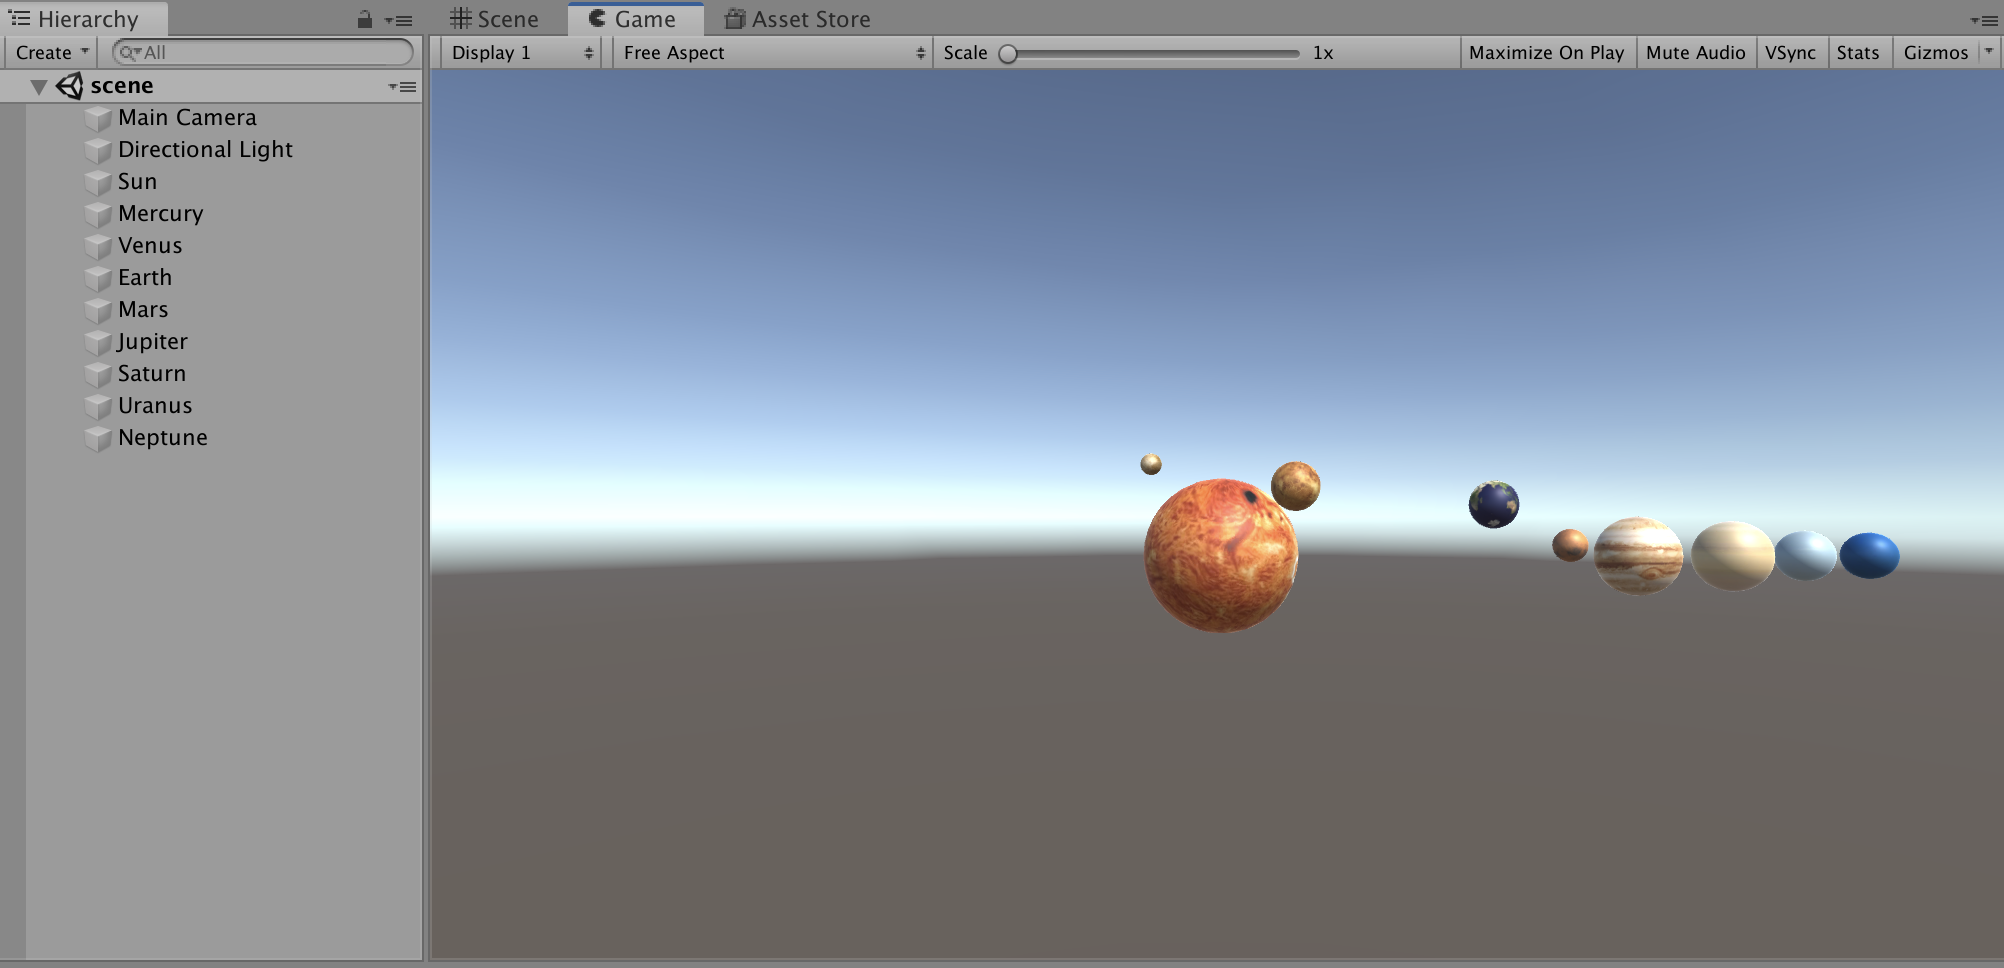 Hierarchy
Scene
Game
Asset Store
Create
All
Display 1
Free Aspect
Scale
1x
Maximize On Play
Mute Audio
VSync
Stats
Gizmos
scene
Main Camera
Directional Light
Sun
Mercury
Venus
Earth
Mars
Jupiter
Saturn
Uranus
Neptune